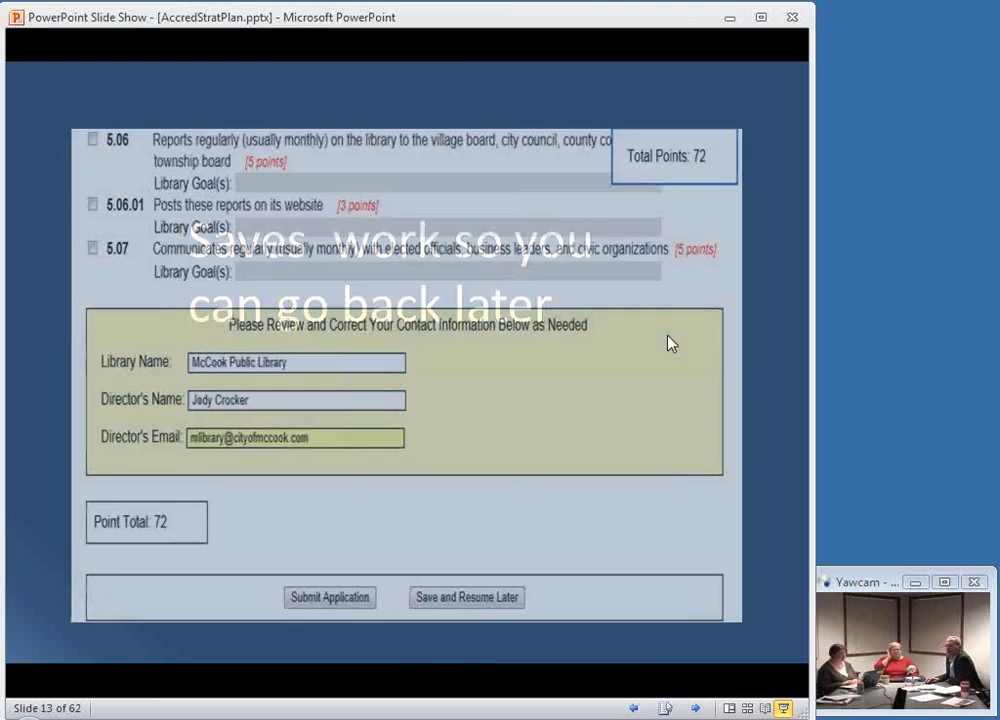 PowerPoint Slide Show - [AccredStratPlan.pptx] - Microsoft PowerPoint
5.06 Reports regularly (usually monthly) on the library to the village board, city council, county co
township board [5 points]
Total Points: 72
Library Goal(s):
5.06.01 Posts these reports on its website [3 points]
Library Goal(s):
Saves work so you
5.07 Communicates regularly (usually monthly) with elected officials, business leaders, and civic organizations [5 points]
Library Goal(s):
can go back later
Please Review and Correct Your Contact Information Below as Needed
Library Name: McCook Public Library
Director's Name: Jody Crocker
Director's Email: mlibrary@cityofmccook.com
Point Total: 72
Submit Application Save and Resume Later
Yawcam - ...
Slide 13 of 62